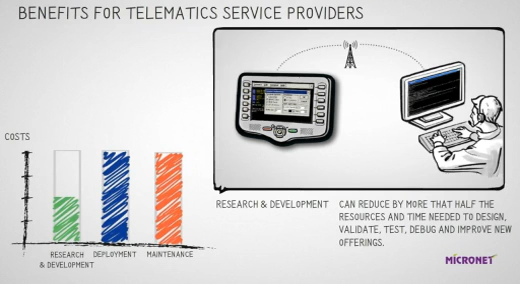 BENEFITS FOR TELEMATICS SERVICE PROVIDERS
COSTS
RESEARCH
& DEVELOPMENT
DEPLOYMENT
MAINTENANCE
RESEARCH & DEVELOPMENT
CAN REDUCE BY MORE THAT HALF THE
RESOURCES AND TIME NEEDED TO DESIGN,
VALIDATE, TEST, DEBUG AND IMPROVE NEW
OFFERINGS.
MICRONET